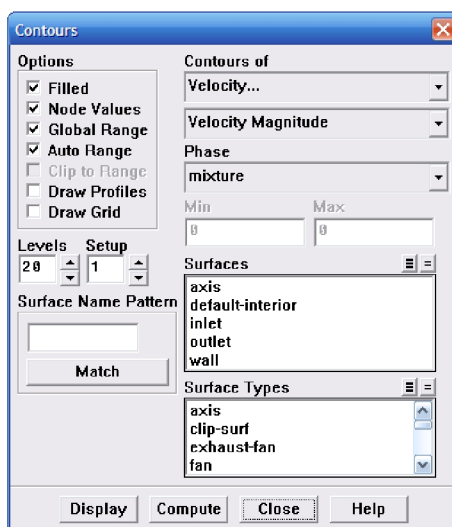 Contours
Options
Filled
Node Values
Global Range
Auto Range
Clip to Range
Draw Profiles
Draw Grid
Levels Setup
20 1
Surface Name Pattern
Match
Contours of
Velocity...
Velocity Magnitude
Phase
mixture
Min Max
0 0
Surfaces
axis
default-interior
inlet
outlet
wall
Surface Types
axis
clip-surf
exhaust-fan
fan
Display Compute Close Help